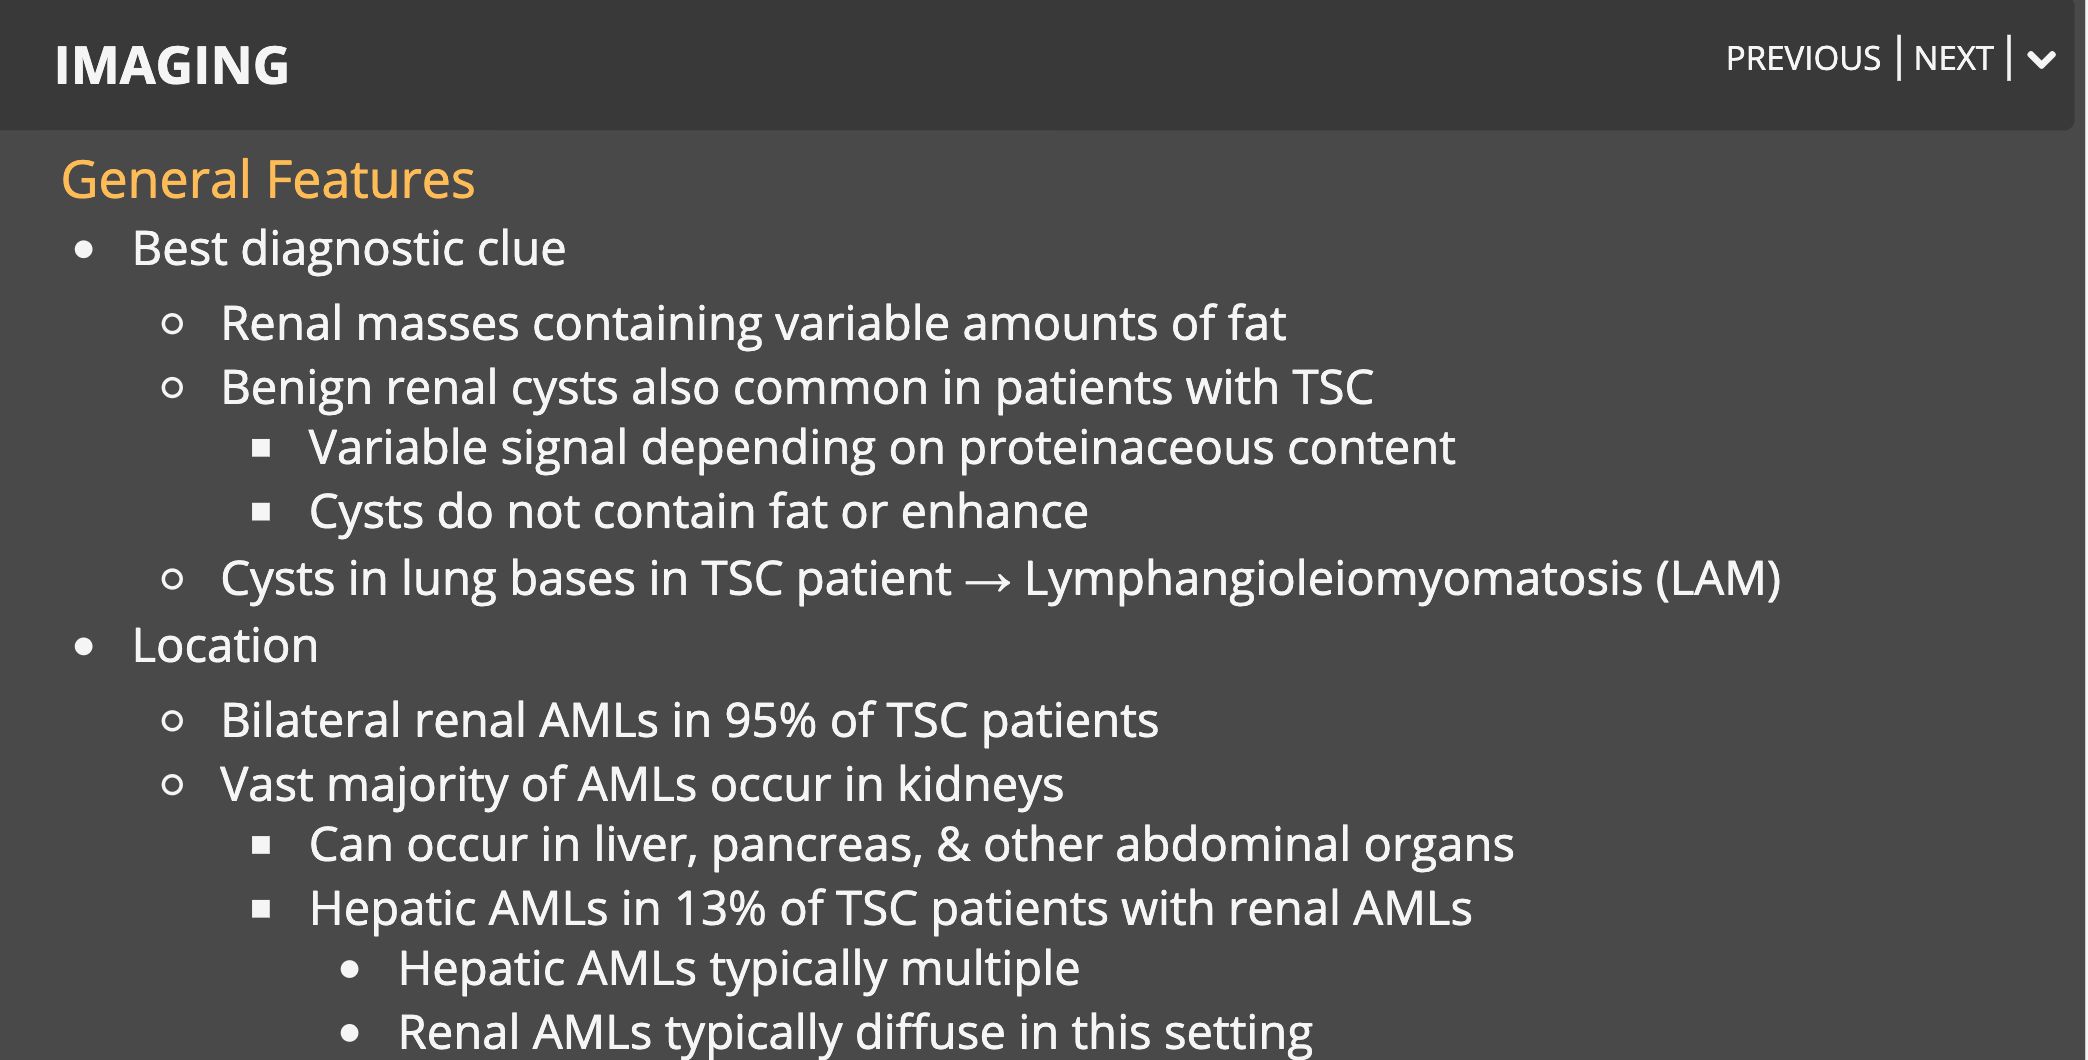 IMAGING
PREVIOUS | NEXT |
General Features
• Best diagnostic clue
○ Renal masses containing variable amounts of fat
○ Benign renal cysts also common in patients with TSC
■ Variable signal depending on proteinaceous content
■ Cysts do not contain fat or enhance
○ Cysts in lung bases in TSC patient → Lymphangioleiomyomatosis (LAM)
• Location
○ Bilateral renal AMLs in 95% of TSC patients
○ Vast majority of AMLs occur in kidneys
■ Can occur in liver, pancreas, & other abdominal organs
■ Hepatic AMLs in 13% of TSC patients with renal AMLs
• Hepatic AMLs typically multiple
• Renal AMLs typically diffuse in this setting